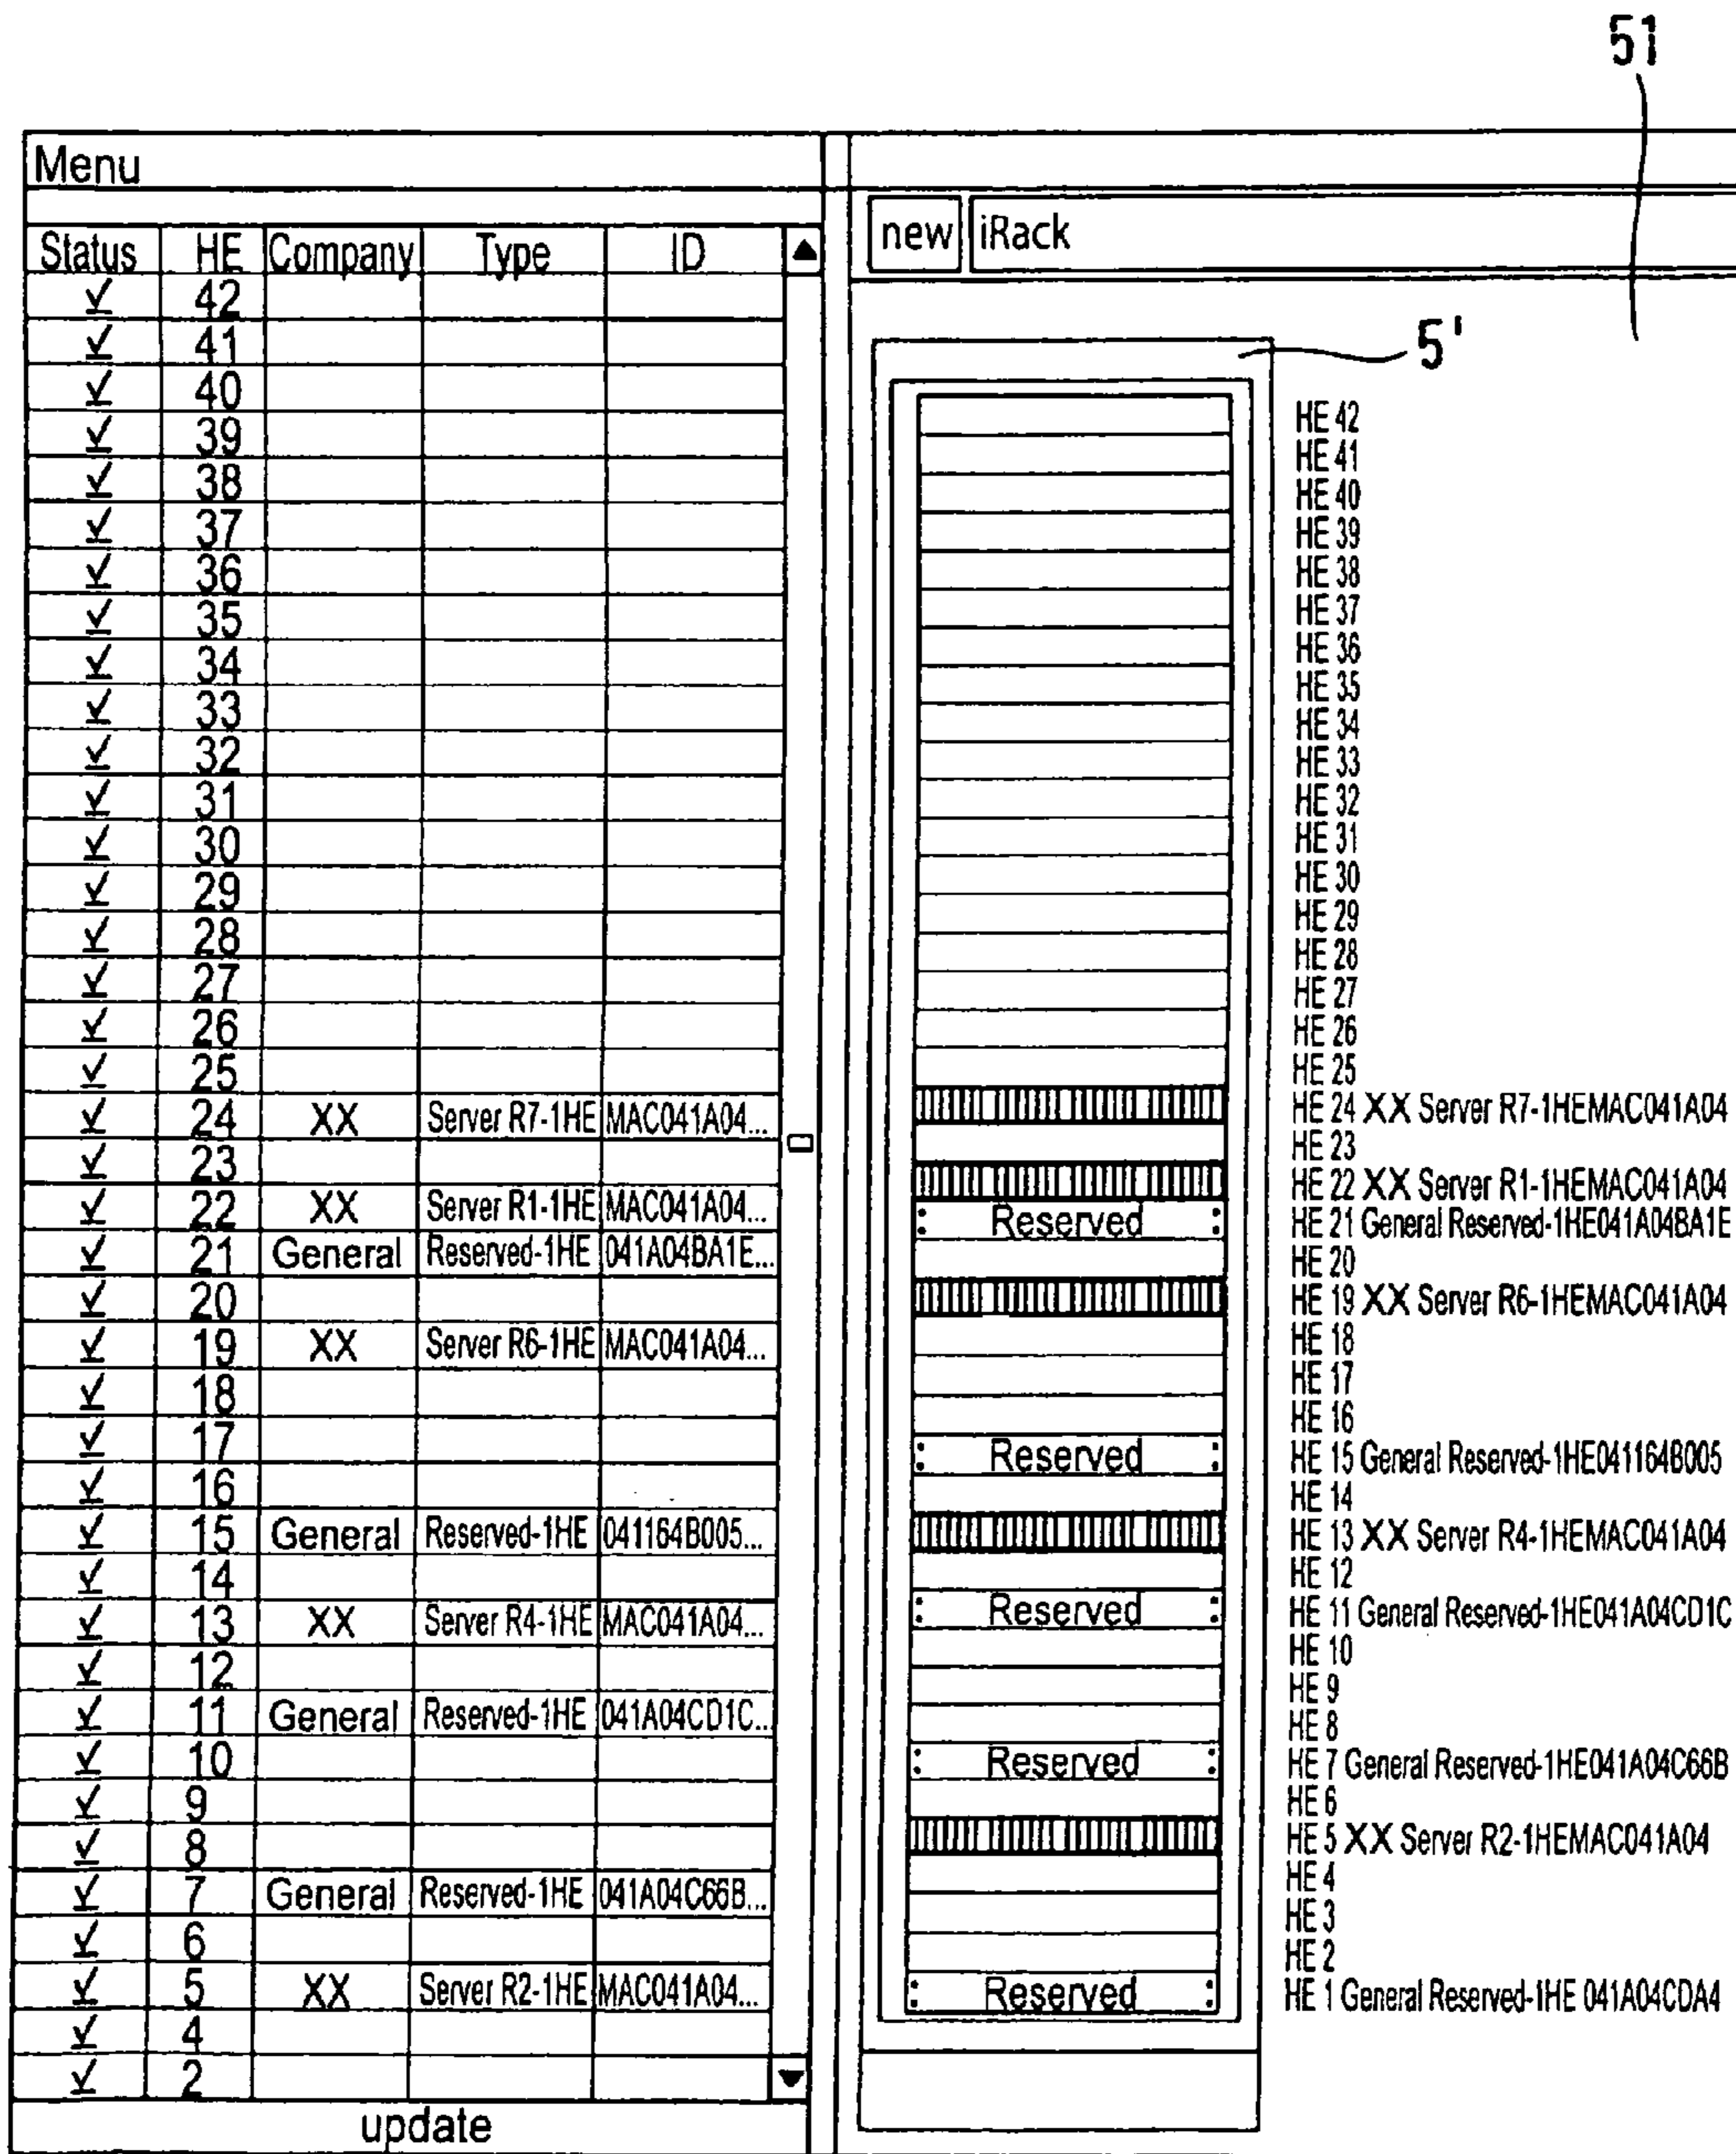 51
Menu
new iRack
Status HE Company Type ID
42
41
40
39
38
37
36
35
34
33
32
31
30
29
28
27
26
25
24 XX Server R7-1HE MAC041A04...
23
22 XX Server R1-1HE MAC041A04...
21 General Reserved-1HE 041A04BA1E...
20
19 XX Server R6-1HE MAC041A04...
18
17
16
15 General Reserved-1HE 041164B005...
14
13 XX Server R4-1HE MAC041A04...
12
11 General Reserved-1HE 041A04CD1C...
10
9
8
7 General Reserved-1HE 041A04C66B...
6
5 XX Server R2-1HE MAC041A04...
4
2
update
5'
HE 42
HE 41
HE 40
HE 39
HE 38
HE 37
HE 36
HE 35
HE 34
HE 33
HE 32
HE 31
HE 30
HE 29
HE 28
HE 27
HE 26
HE 25
HE 24 XX Server R7-1HEMAC041A04
HE 23
HE 22 XX Server R1-1HEMAC041A04
Reserved HE 21 General Reserved-1HE041A04BA1E
HE 20
HE 19 XX Server R6-1HEMAC041A04
HE 18
HE 17
HE 16
Reserved HE 15 General Reserved-1HE041164B005
HE 14
HE 13 XX Server R4-1HEMAC041A04
HE 12
Reserved HE 11 General Reserved-1HE041A04CD1C
HE 10
HE 9
HE 8
Reserved HE 7 General Reserved-1HE041A04C66B
HE 6
HE 5 XX Server R2-1HEMAC041A04
HE 4
HE 3
HE 2
Reserved HE 1 General Reserved-1HE 041A04CDA4